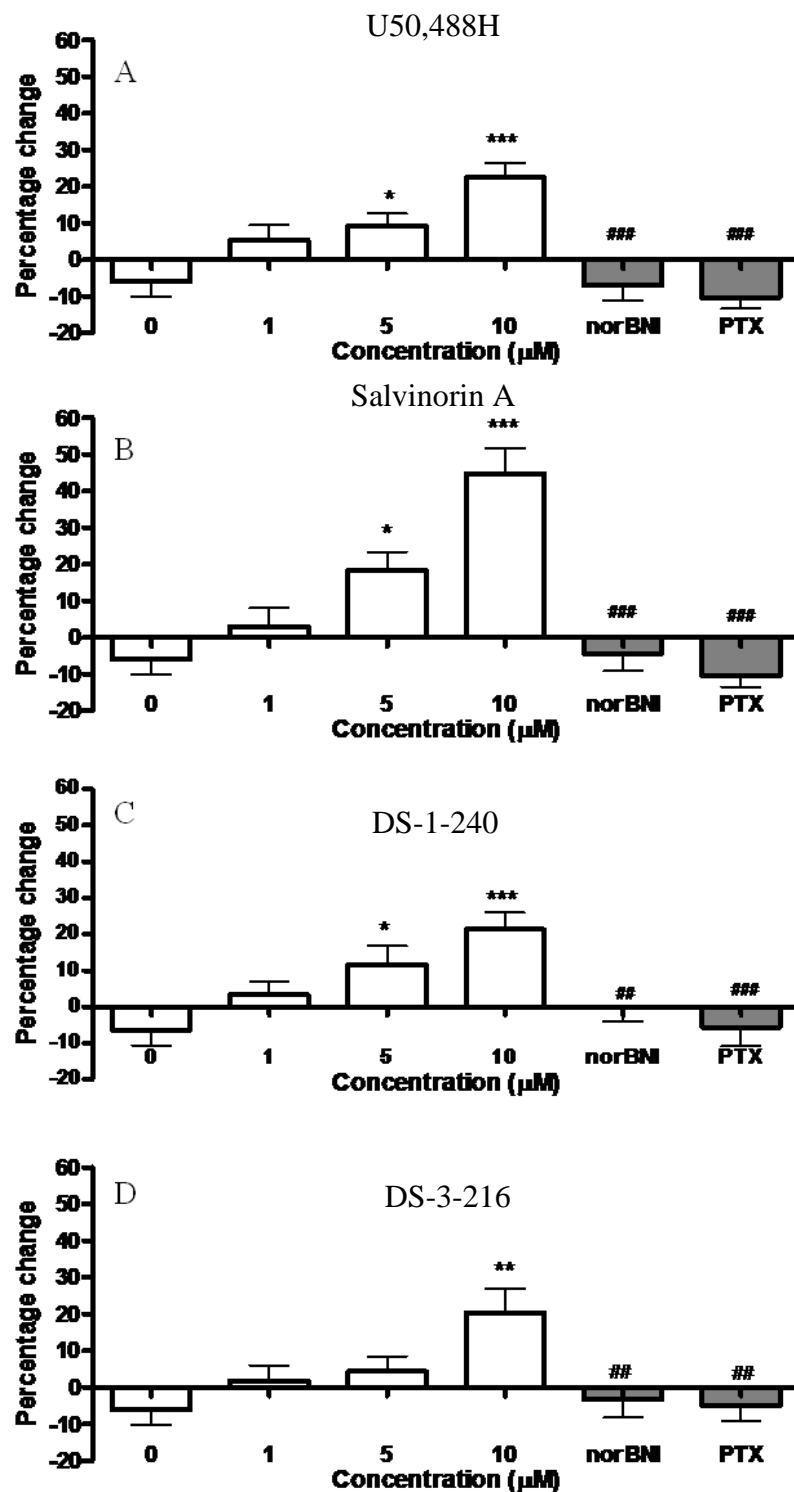 U50,488H
A
Percentage change
60
50
40
30
20
10
0
-10
-20
*
***
###
###
0 1 5 10 norBNI PTX
Concentration (μM)
Salvinorin A
B
Percentage change
60
50
40
30
20
10
0
-10
-20
*
***
###
###
0 1 5 10 norBNI PTX
Concentration (μM)
DS-1-240
C
Percentage change
60
50
40
30
20
10
0
-10
-20
*
***
##
###
0 1 5 10 norBNI PTX
Concentration (μM)
DS-3-216
D
Percentage change
60
50
40
30
20
10
0
-10
-20
**
##
##
0 1 5 10 norBNI PTX
Concentration (μM)